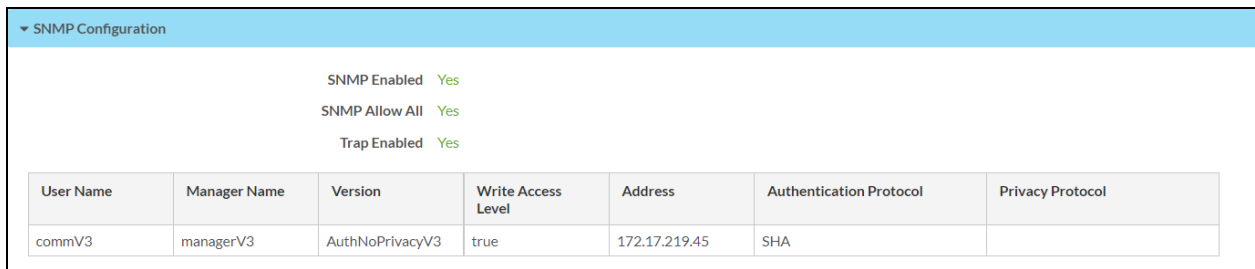 SNMP Configuration
SNMP Enabled Yes
SNMP Allow All Yes
Trap Enabled Yes
User Name Manager Name Version Write Access Level Address Authentication Protocol Privacy Protocol
commV3 managerV3 AuthNoPrivacyV3 true 172.17.219.45 SHA